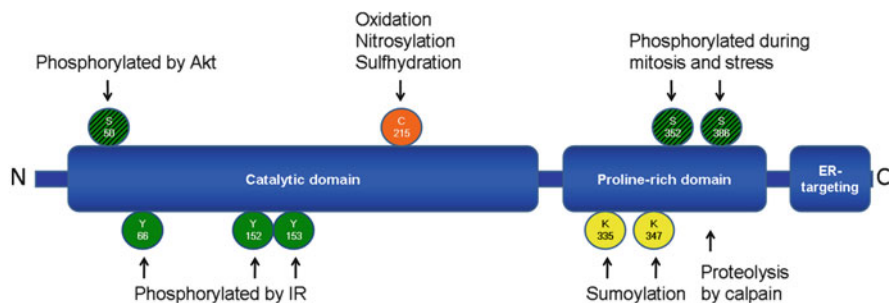 Oxidation
Nitrosylation
Sulfhydration
Phosphorylated by Akt
Phosphorylated during
mitosis and stress
S
50
C
215
S
352
S
386
N
Catalytic domain
Proline-rich domain
ER-
targeting
C
Y
66
Y
152
Y
153
K
335
K
347
Phosphorylated by IR
Sumoylation
Proteolysis
by calpain